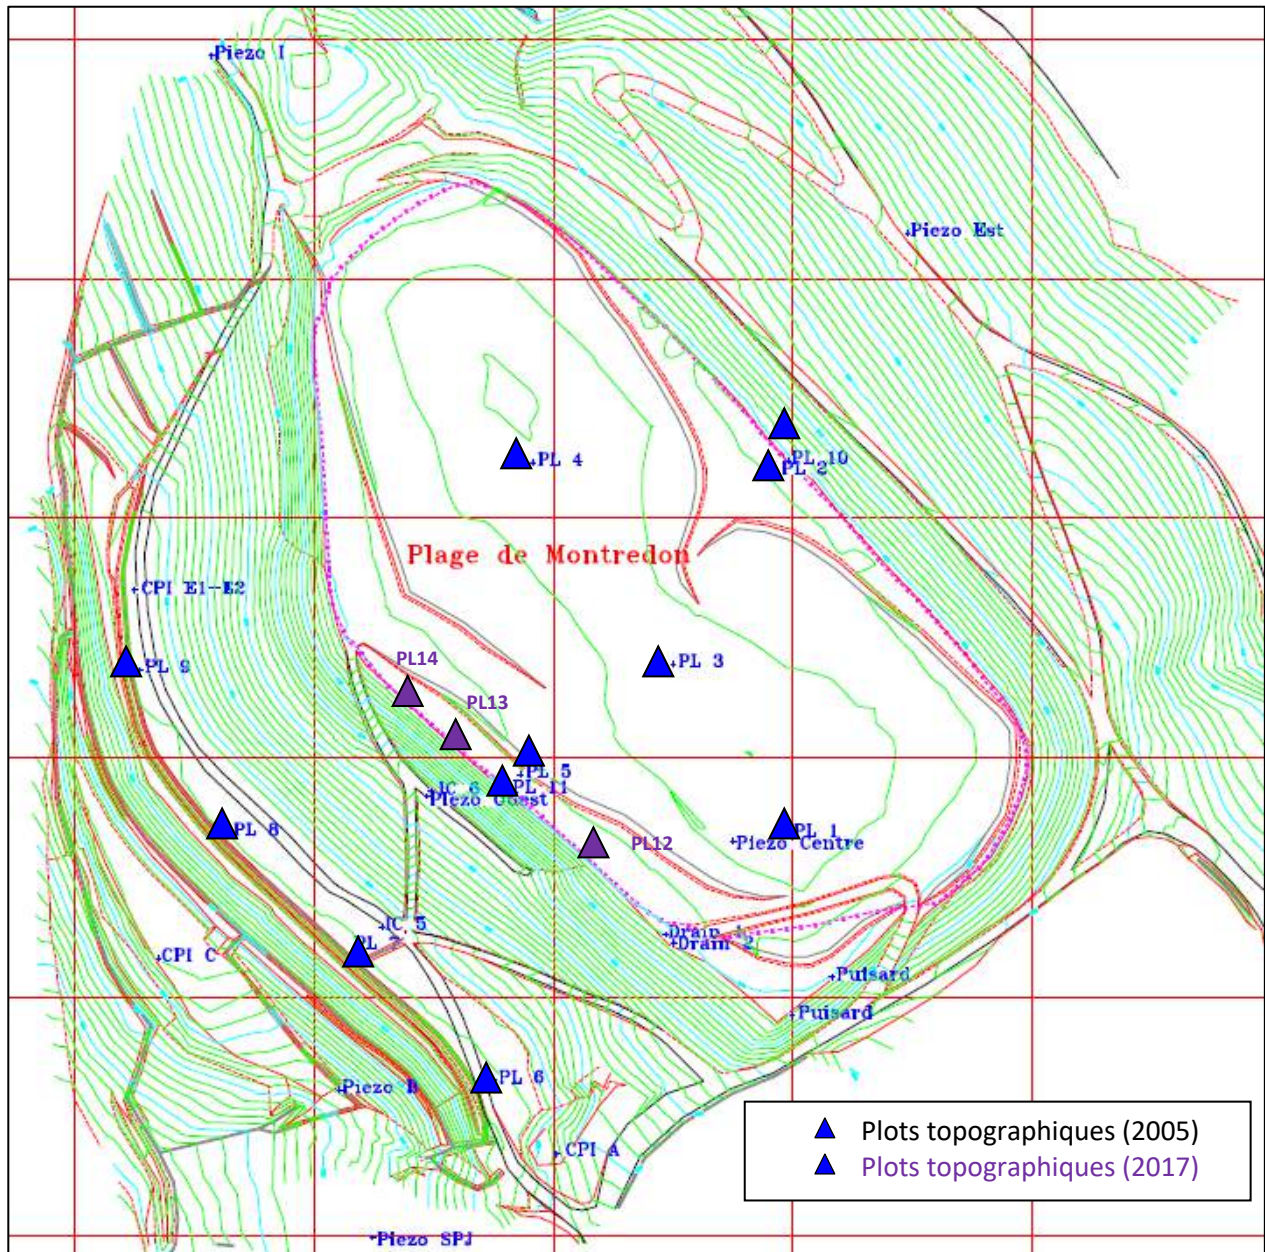 Piezo I
Piezo Est
PL 10
PL 2
PL 4
Plage de Montredon
CPI E1-E2
PL14
PL 9
PL 3
PL13
PL 5
IC 6
PL 11
Piezo Ouest
PL 8
PL 1
PL12
Piezo Centre
IC 5
Drain 1
PL 7
Drain 2
CPI C
Puisard
Puisard
PL 6
Piezo B
Plots topographiques (2005)
CPI A
Plots topographiques (2017)
Piezo SPJ